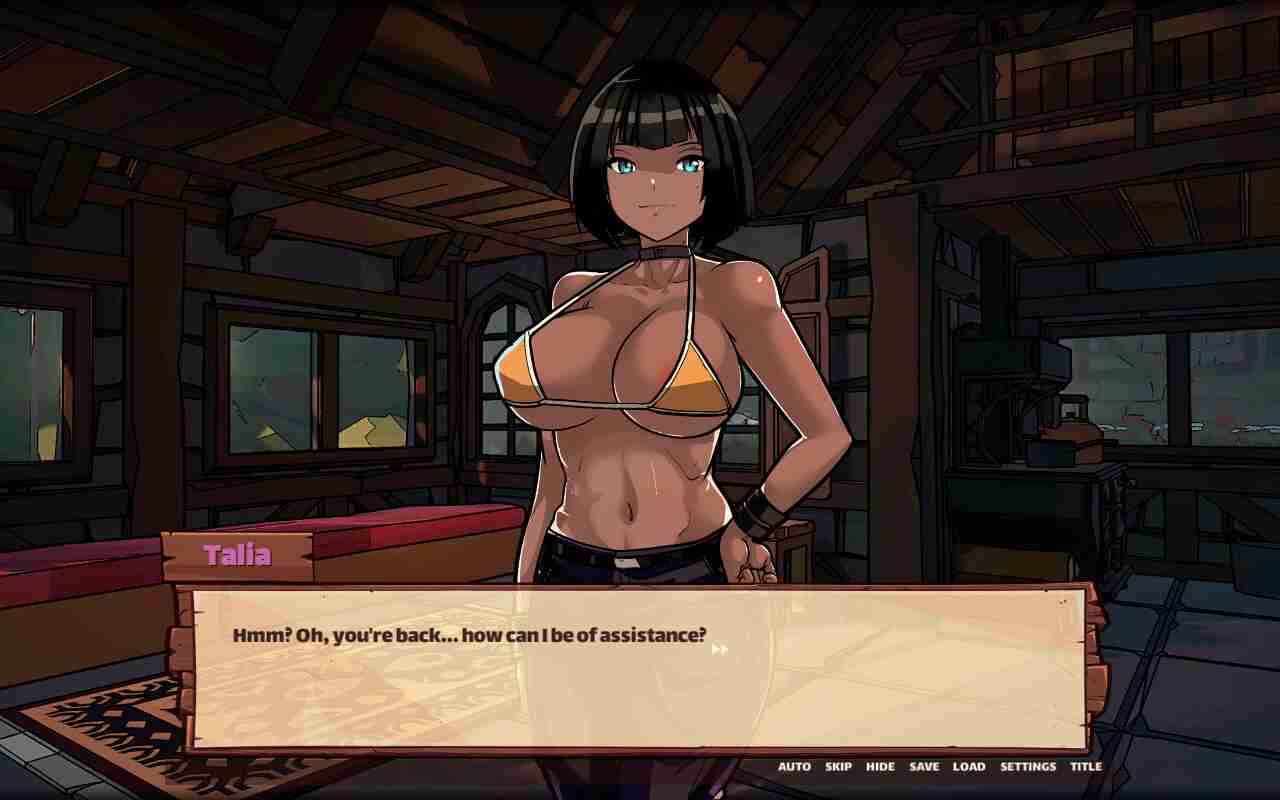 Talia
Hmm? Oh, you're back... how can I be of assistance?
AUTO SKIP HIDE SAVE LOAD SETTINGS TITLE